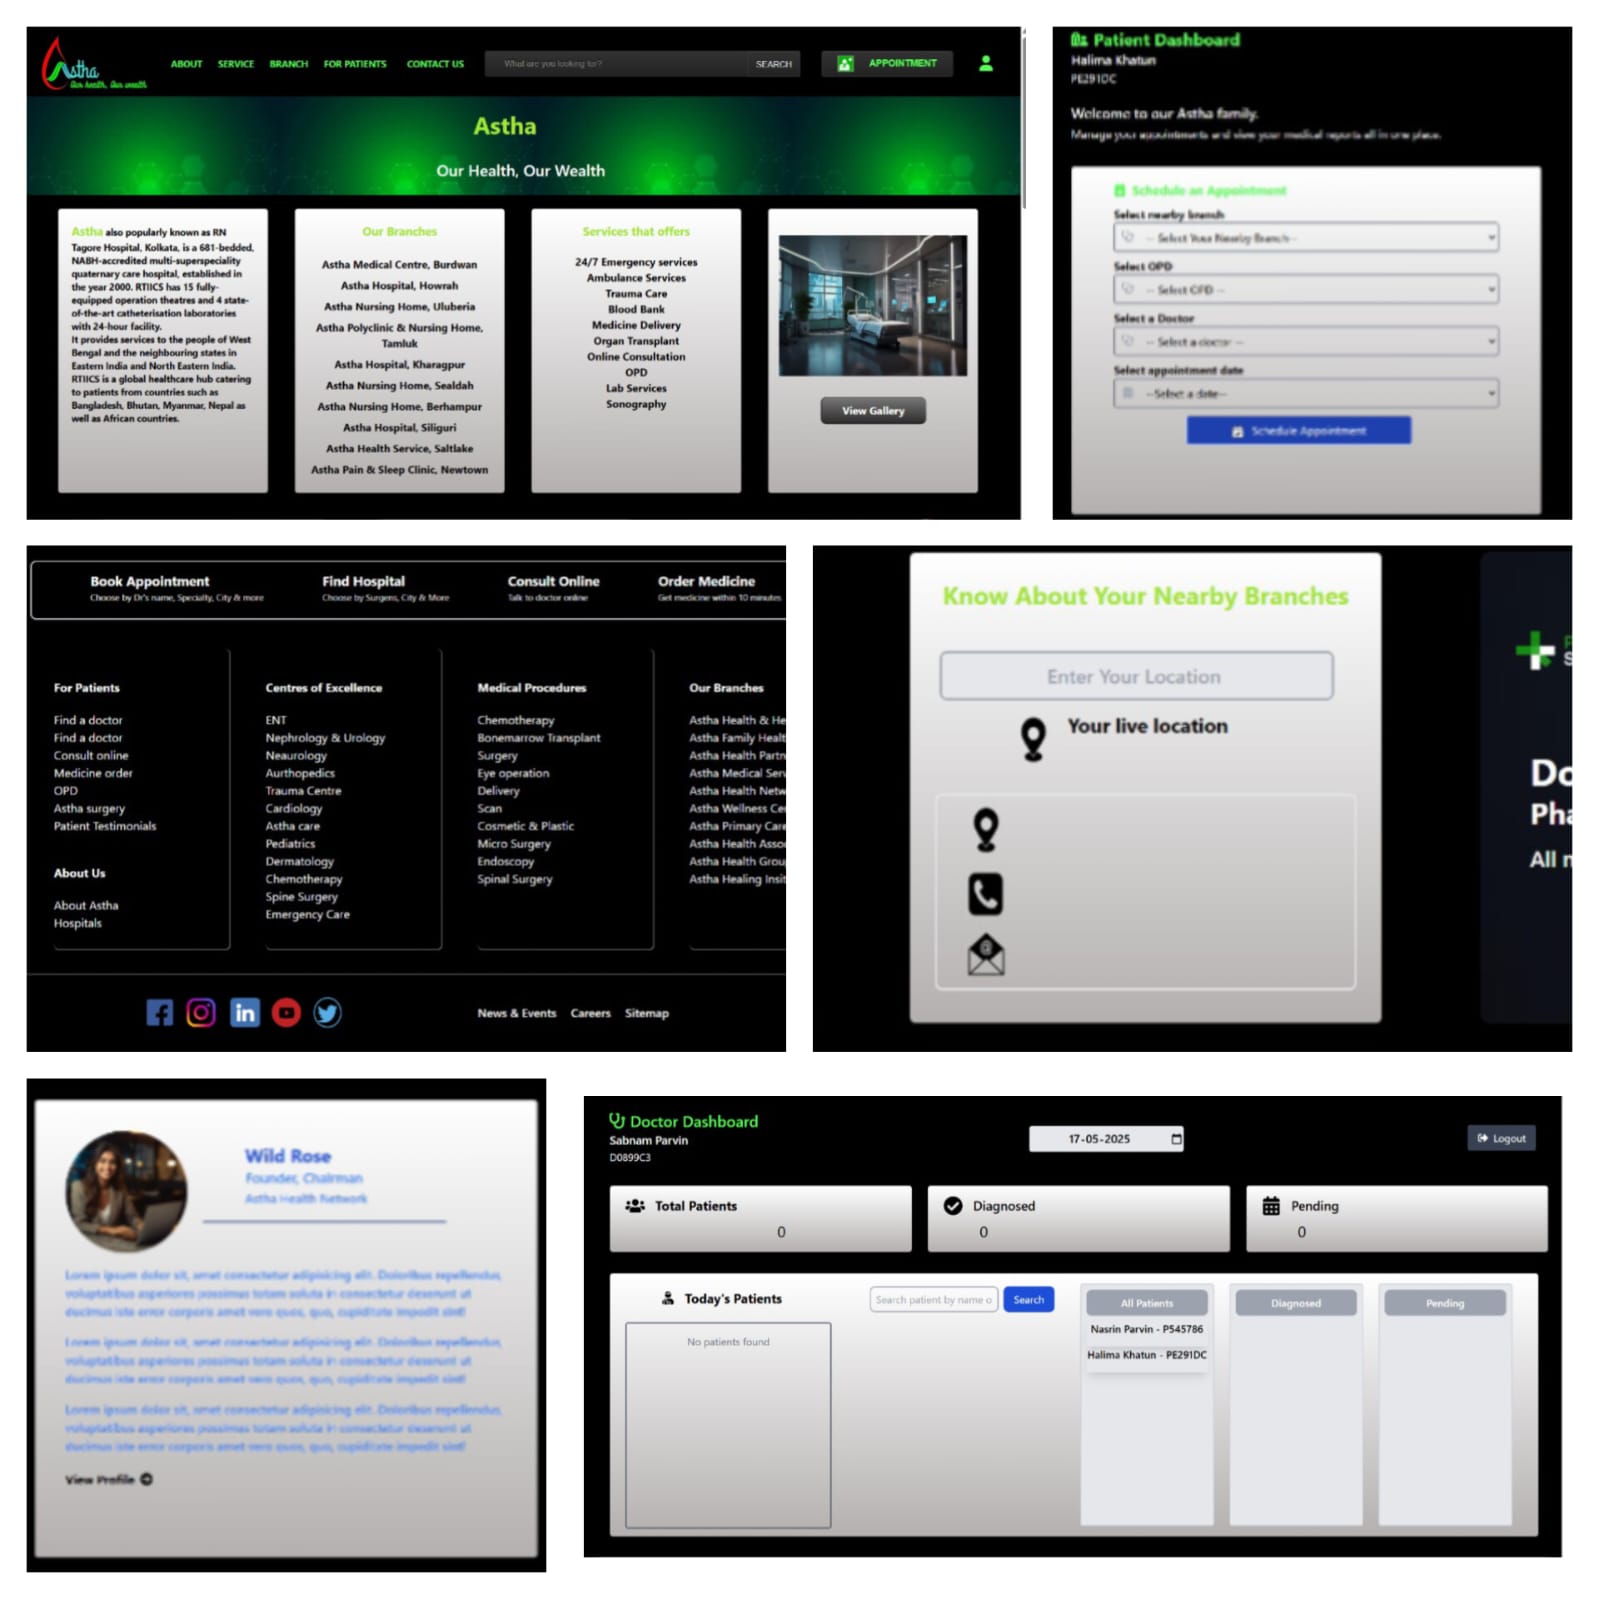 Astha
Our health, Our wealth
ABOUT
SERVICE
BRANCH
FOR PATIENTS
CONTACT US
What are you looking for?
SEARCH
APPOINTMENT
Astha
Our Health, Our Wealth
Astha also popularly known as RN
Tagore Hospital, Kolkata, is a 681-bedded,
NABH-accredited multi-superspeciality
quaternary care hospital, established in
the year 2000. RTIICS has 15 fully-
equipped operation theatres and 4 state-
of-the-art catheterisation laboratories
with 24-hour facility.
It provides services to the people of West
Bengal and the neighbouring states in
Eastern India and North Eastern India.
RTIICS is a global healthcare hub catering
to patients from countries such as
Bangladesh, Bhutan, Myanmar, Nepal as
well as African countries.
Our Branches
Astha Medical Centre, Burdwan
Astha Hospital, Howrah
Astha Nursing Home, Uluberia
Astha Polyclinic & Nursing Home,
Tamluk
Astha Hospital, Kharagpur
Astha Nursing Home, Sealdah
Astha Nursing Home, Berhampur
Astha Hospital, Siliguri
Astha Health Service, Saltlake
Astha Pain & Sleep Clinic, Newtown
Services that offers
24/7 Emergency services
Ambulance Services
Trauma Care
Blood Bank
Medicine Delivery
Organ Transplant
Online Consultation
OPD
Lab Services
Sonography
View Gallery
Patient Dashboard
Halima Khatun
PE291DC
Welcome to our Astha family.
Manage your appointments and view your medical reports all in one place.
Schedule an Appointment
Select nearby branch
-- Select Your Nearby Branch--
Select OPD
-- Select OPD --
Select a Doctor
-- Select a doctor --
Select appointment date
--Select a date--
Schedule Appointment
Book Appointment
Choose by Dr's name, Specialty, City & more
Find Hospital
Choose by Surgens, City & More
Consult Online
Talk to doctor online
Order Medicine
Get medicine within 10 minutes
For Patients
Find a doctor
Find a doctor
Consult online
Medicine order
OPD
Astha surgery
Patient Testimonials
About Us
About Astha
Hospitals
Centres of Excellence
ENT
Nephrology & Urology
Neaurology
Aurthopedics
Trauma Centre
Cardiology
Astha care
Pediatrics
Dermatology
Chemotherapy
Spine Surgery
Emergency Care
Medical Procedures
Chemotherapy
Bonemarrow Transplant
Surgery
Eye operation
Delivery
Scan
Cosmetic & Plastic
Micro Surgery
Endoscopy
Spinal Surgery
Our Branches
Astha Health & He
Astha Family Healt
Astha Health Partn
Astha Medical Serv
Astha Health Netw
Astha Wellness Ce
Astha Primary Care
Astha Health Asso
Astha Health Grou
Astha Healing Insit
News & Events
Careers
Sitemap
Know About Your Nearby Branches
Enter Your Location
Your live location
Do
Pha
All
Wild Rose
Founder, Chairman
Astha Health Network
Lorem ipsum dolor sit, amet consectetur adipisicing elit. Doloribus repellendus,
voluptatibus asperiores possimus totam soluta in consectetur deserunt ut
ducimus iste error corporis amet vero quos, quo, cupiditate impedit sint!
Lorem ipsum dolor sit, amet consectetur adipisicing elit. Doloribus repellendus,
voluptatibus asperiores possimus totam soluta in consectetur deserunt ut
ducimus iste error corporis amet vero quos, quo, cupiditate impedit sint!
Lorem ipsum dolor sit, amet consectetur adipisicing elit. Doloribus repellendus,
voluptatibus asperiores possimus totam soluta in consectetur deserunt ut
ducimus iste error corporis amet vero quos, quo, cupiditate impedit sint!
View Profile
Doctor Dashboard
Sabnam Parvin
D0899C3
17-05-2025
Logout
Total Patients
0
Diagnosed
0
Pending
0
Today's Patients
Search patient by name o
Search
No patients found
All Patients
Nasrin Parvin - P545786
Halima Khatun - PE291DC
Diagnosed
Pending